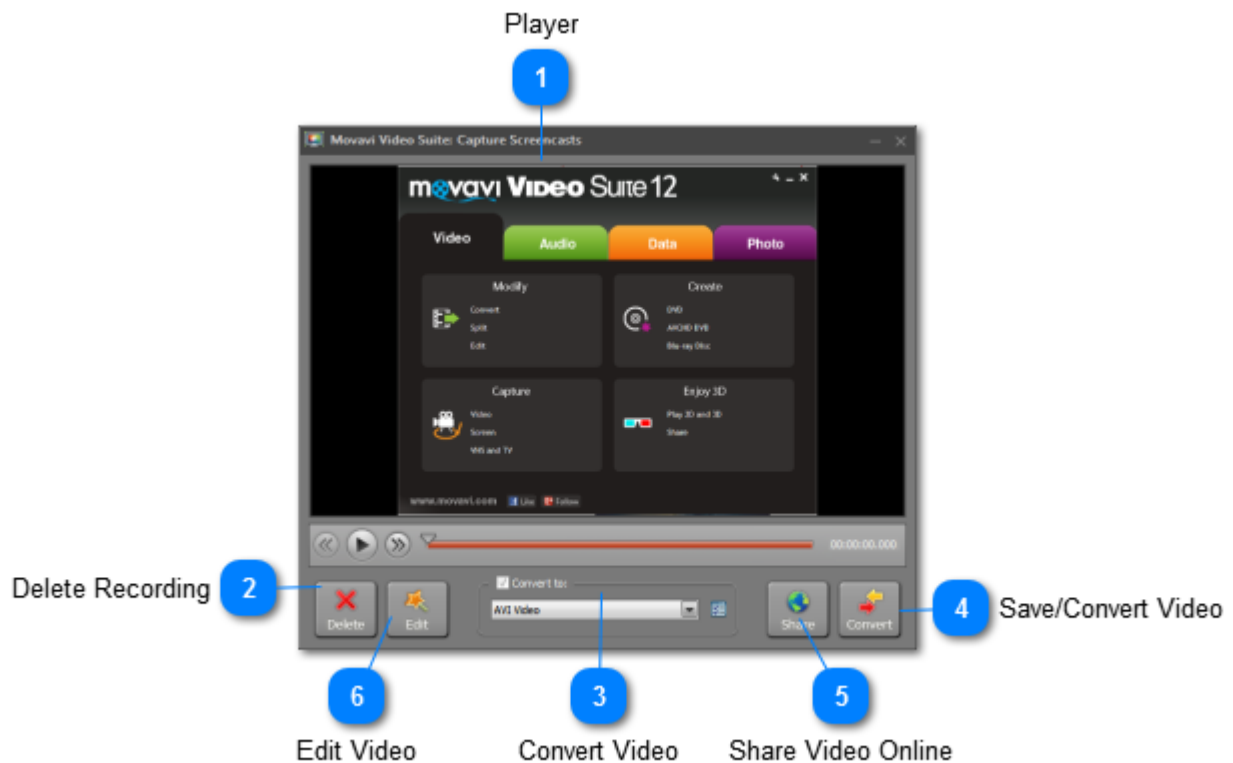 Player
1
Movavi Video Suite: Capture Screencasts
movavi VIDEO SUITE 12
Video Audio Data Photo
Modify
Convert
Split
Edit
Create
DVD
AVCHD DVD
Blu-ray Disc
Capture
Video
Screen
VHS and TV
Enjoy 3D
Play 2D and 3D
Share
www.movavi.com Like Follow
00:00:00.000
Delete Recording 2
Delete
Edit
Convert to:
AVI Video
Share
Convert
4 Save/Convert Video
6
Edit Video
3
Convert Video
5
Share Video Online